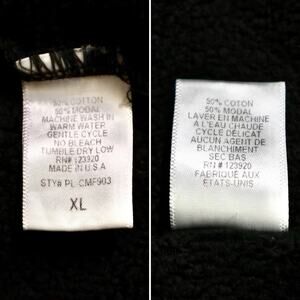 50% COTTON
50% MODAL
MACHINE WASH IN
WARM WATER
GENTLE CYCLE
NO BLEACH
TUMBLE DRY LOW
RN# 123920
MADE IN U.S.A
STY# PL-CMF903
XL
50% COTON
50% MODAL
LAVER EN MACHINE
A L'EAU CHAUDE
CYCLE DELICAT
AUCUN AGENT DE
BLANCHIMENT
SEC BAS
RN # 123920
FABRIQUÉ AUX
ETATS-UNIS